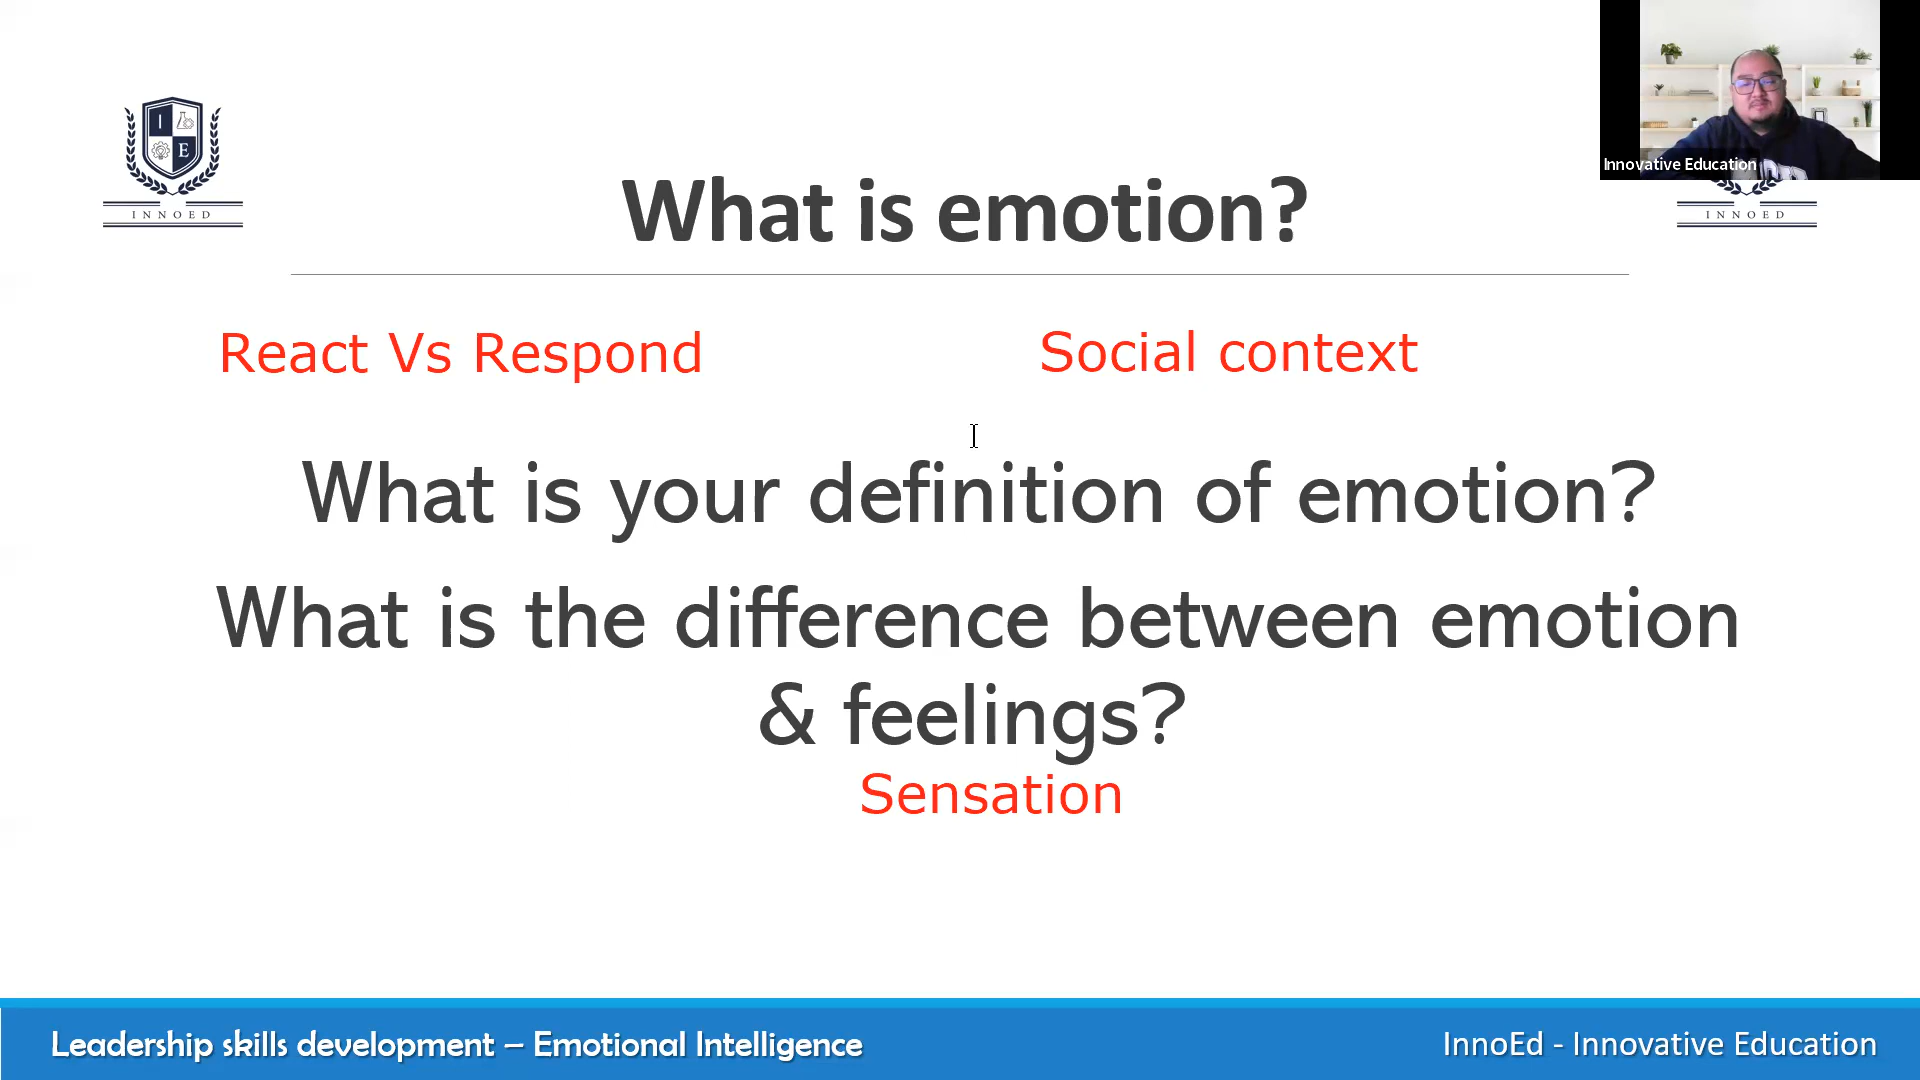 I
E
INNOED
Innovative Education
INNOED
What is emotion?
React Vs Respond
Social context
What is your definition of emotion?
What is the difference between emotion
& feelings?
Sensation
Leadership skills development – Emotional Intelligence
InnoEd - Innovative Education